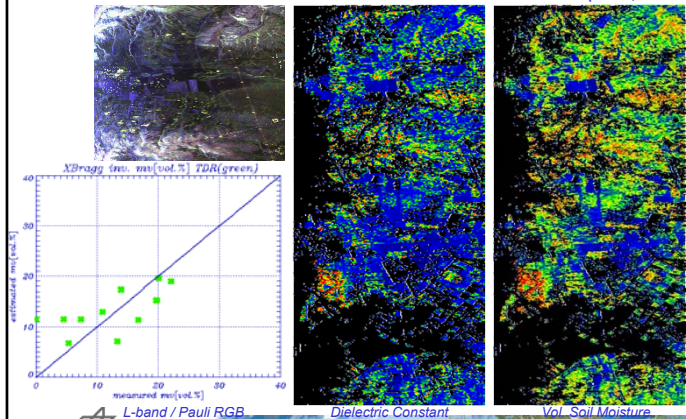 XBragg inv. mv[vol.%] TDR(green)
40
30
20
10
0
estimated mv[vol.%]
0 10 20 30 40
measured mv[vol.%]
L-band / Pauli RGB Dielectric Constant Vol. Soil Moisture